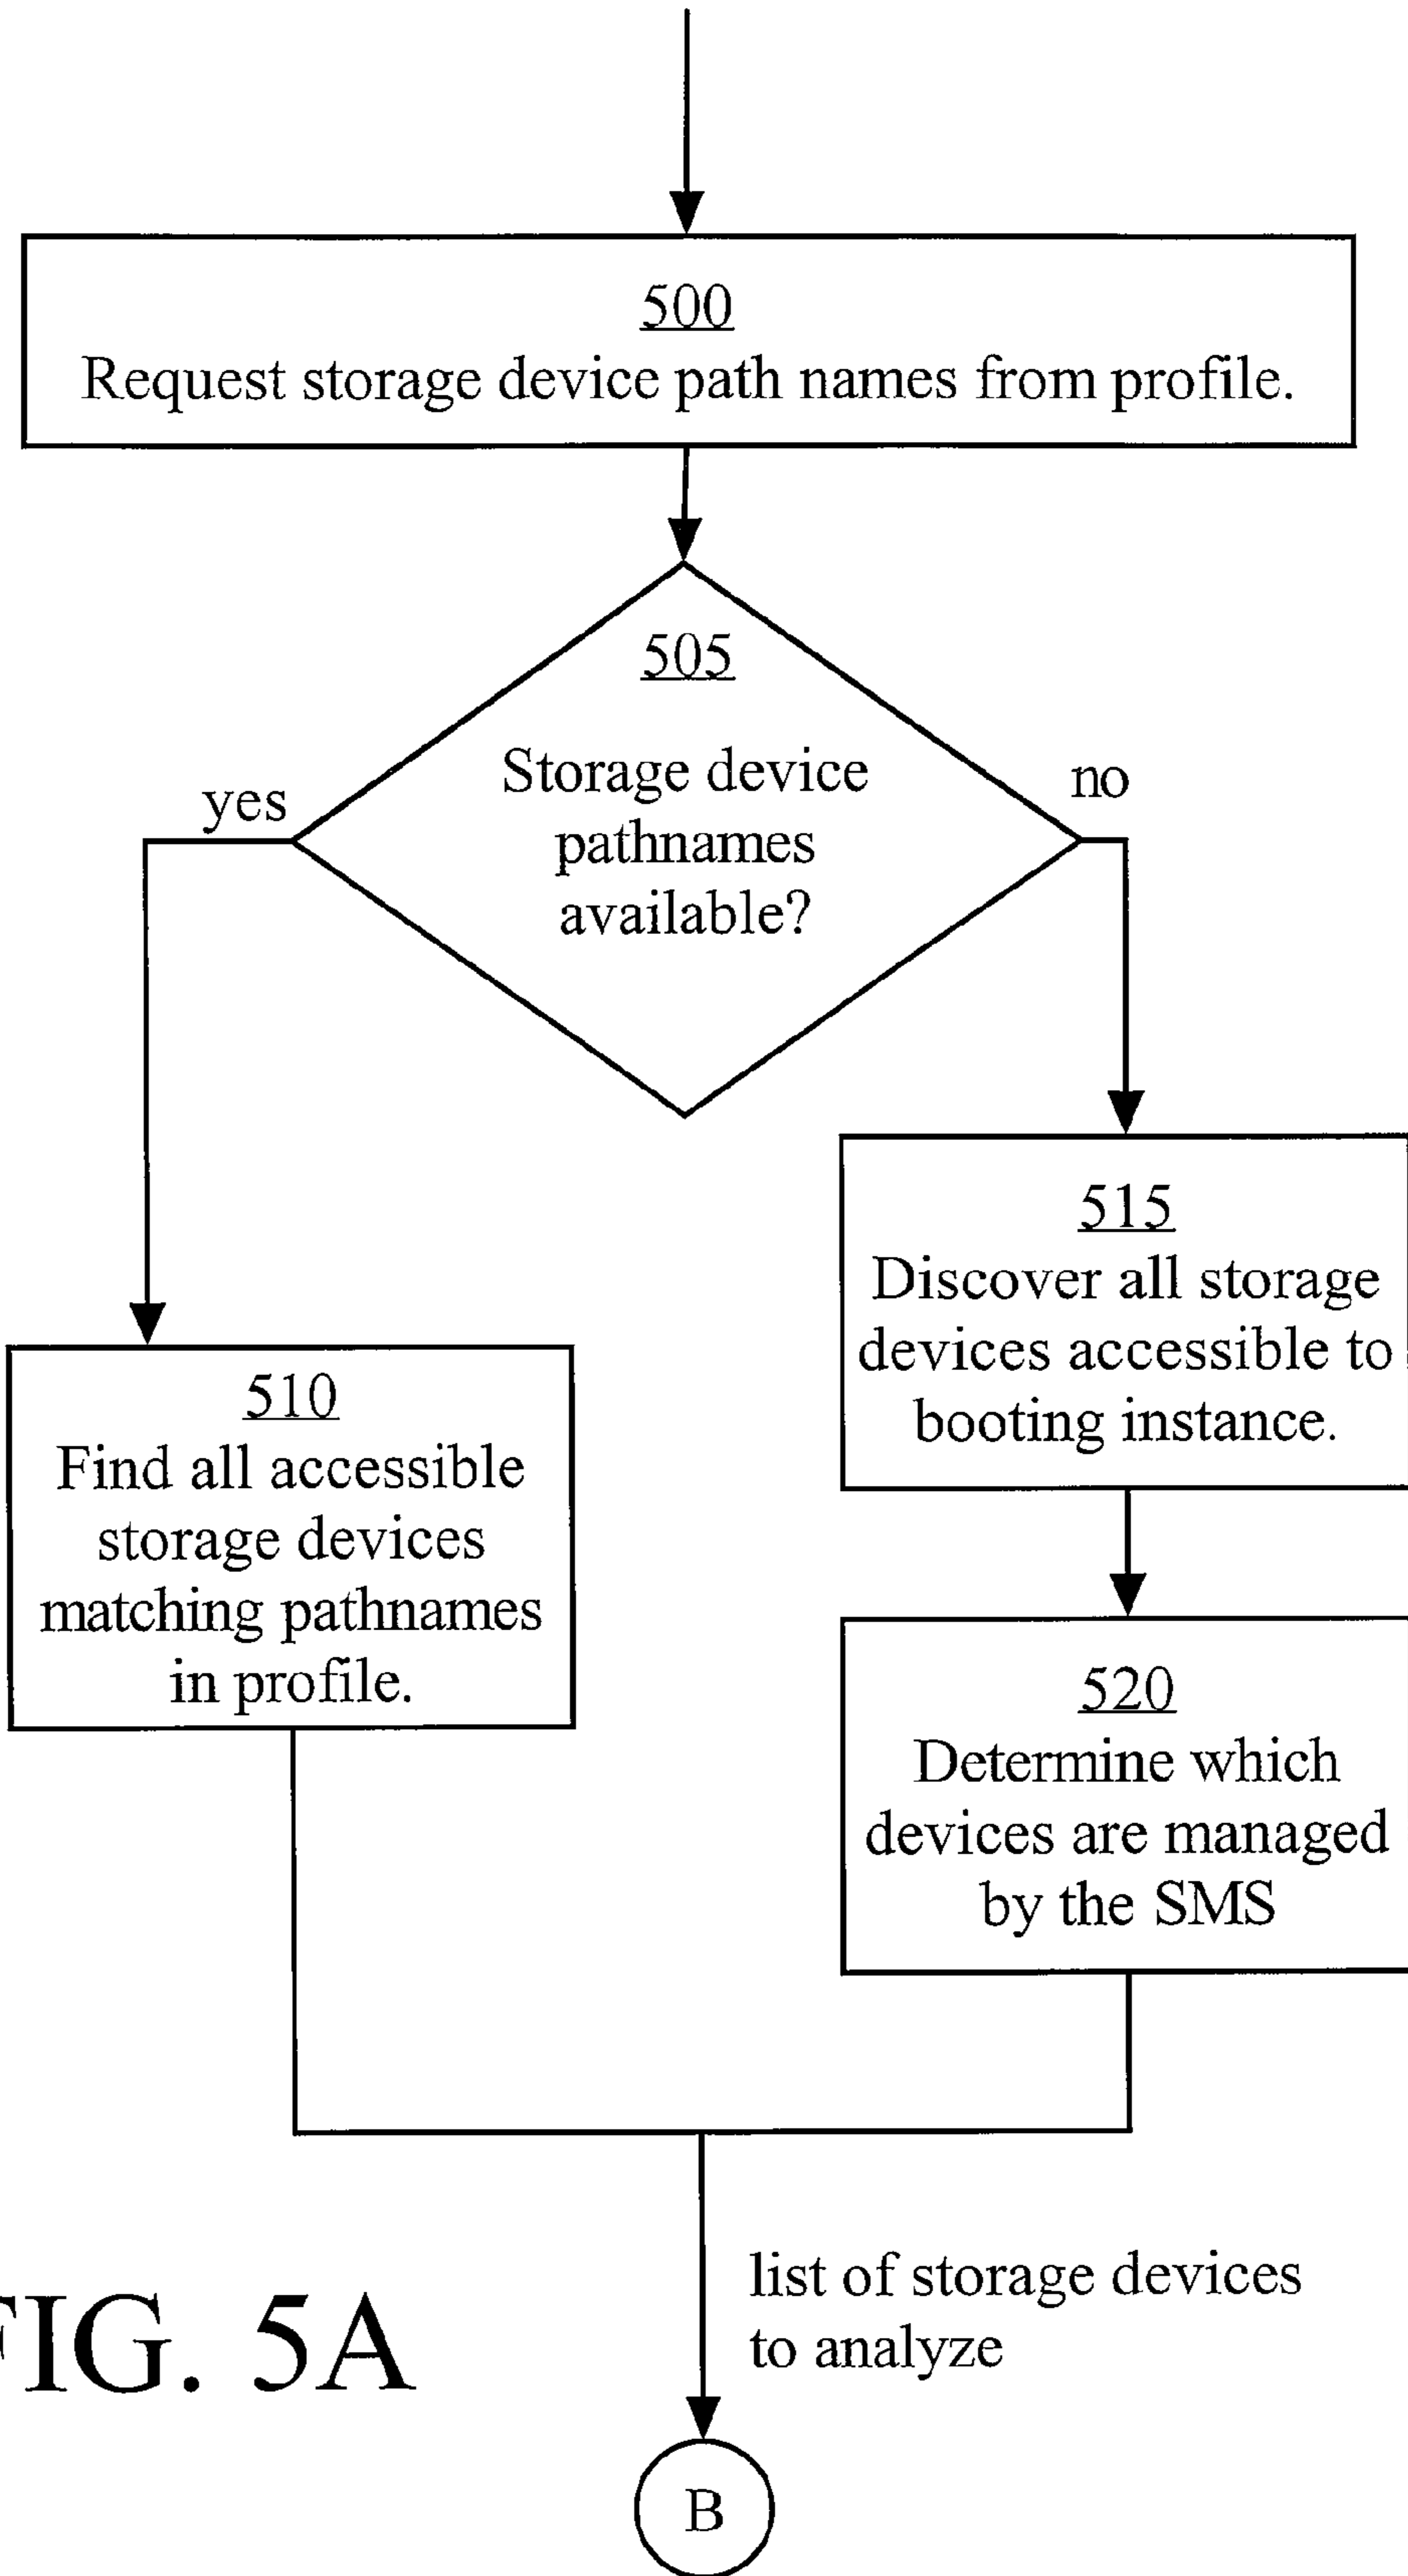 500
Request storage device path names from profile.
505
Storage device
pathnames
available?
yes
no
515
Discover all storage
devices accessible to
booting instance.
510
Find all accessible
storage devices
matching pathnames
in profile.
520
Determine which
devices are managed
by the SMS
list of storage devices
to analyze
FIG. 5A
B